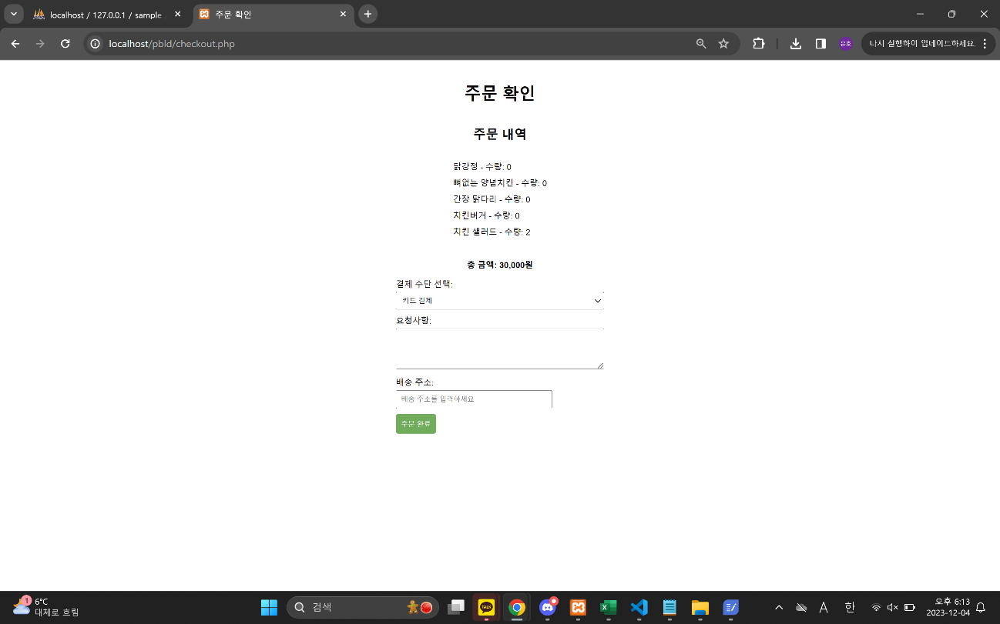 localhost / 127.0.0.1 / sample
주문 확인
localhost/pbld/checkout.php
은호
다시 실행하여 업데이트하세요.
주문 확인
주문 내역
닭강정 - 수량: 0
뼈없는 양념치킨 - 수량: 0
간장 닭다리 - 수량: 0
치킨버거 - 수량: 0
치킨 샐러드 - 수량: 2
총 금액: 30,000원
결제 수단 선택:
카드 결제
요청사항:
배송 주소:
배송 주소를 입력하세요
주문 완료
1
6°C
대체로 흐림
검색
TALK
A
한
오후 6:13
2023-12-04